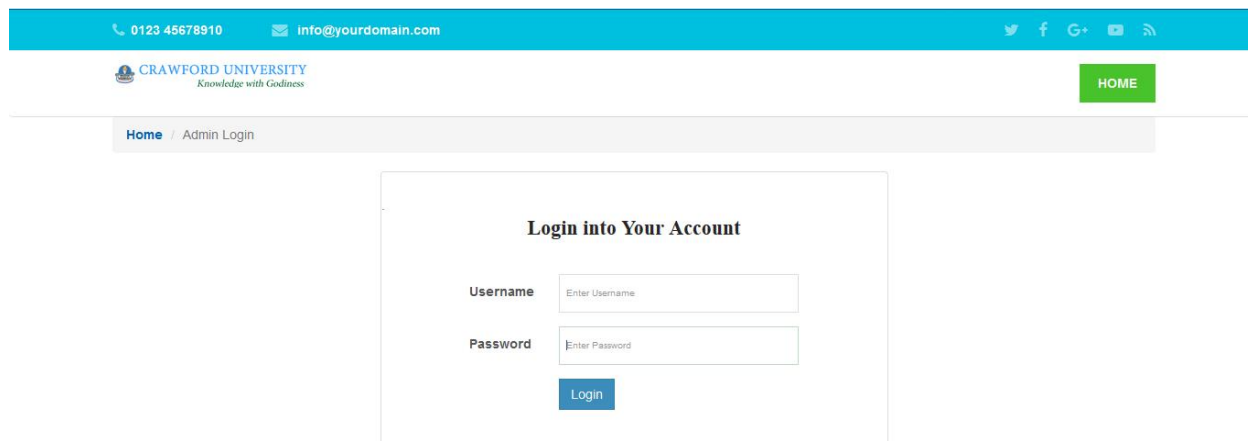 0123 45678910 info@yourdomain.com
CRAWFORD UNIVERSITY
Knowledge with Godiness
HOME
Home / Admin Login
Login into Your Account
Username Enter Username
Password Enter Password
Login